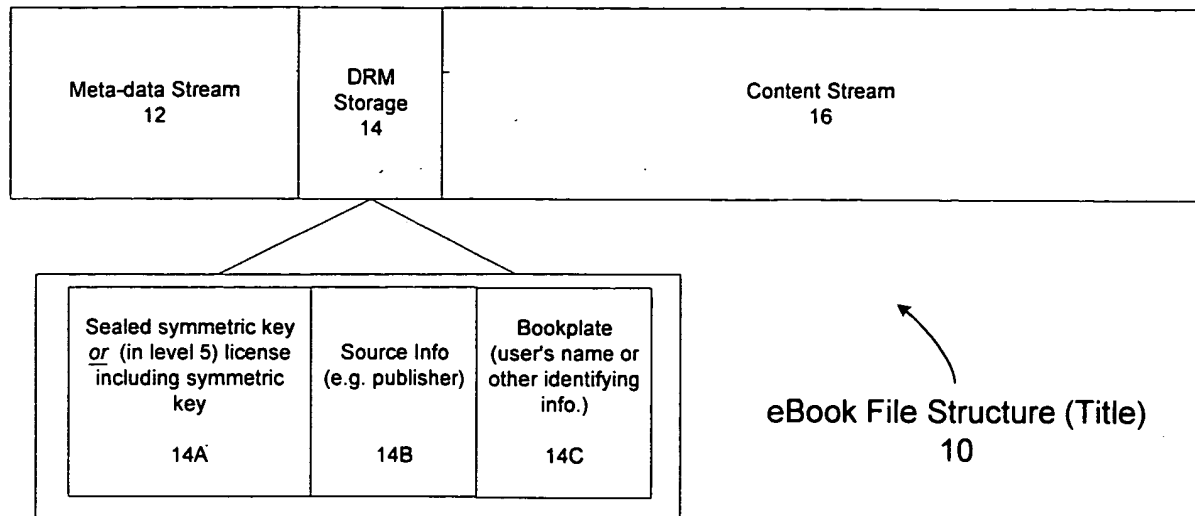 Meta-data Stream
12
DRM
Storage
14
Content Stream
16
Sealed symmetric key
or (in level 5) license
including symmetric
key
14A
Source Info
(e.g. publisher)
14B
Bookplate
(user's name or
other identifying
info.)
14C
eBook File Structure (Title)
10